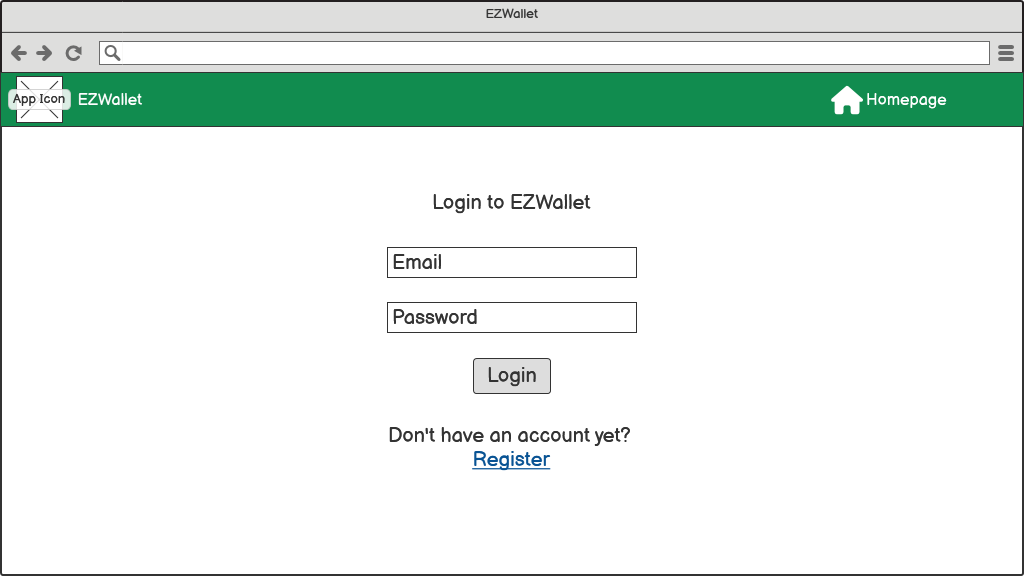 EZWallet
App Icon
EZWallet
Homepage
Login to EZWallet
Email
Password
Login
Don't have an account yet?
Register